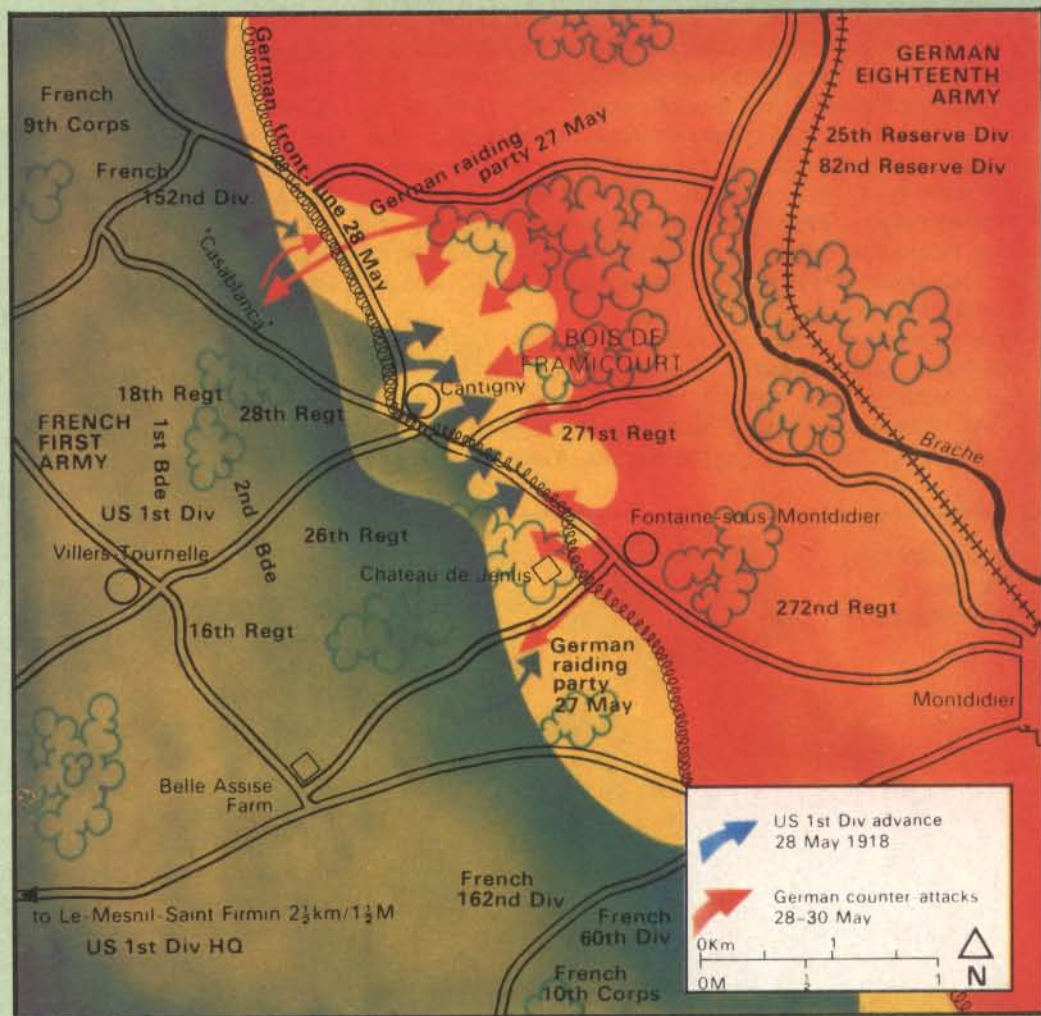 French
9th Corps
French
152nd Div.
German front-line 28 May
German raiding
party 27 May
GERMAN
EIGHTEENTH
ARMY
25th Reserve Div
82nd Reserve Div
'Casablanca'
BOIS DE
FRAMICOURT
Cantigny
18th Regt
28th Regt
271st Regt
FRENCH
FIRST
ARMY
1st Bde
US 1st Div
2nd
Bde
Villers-Tournelle
26th Regt
Chateau de Jenlis
Fontaine-sous-Montdidier
Brache
272nd Regt
16th Regt
German
raiding
party
27 May
Montdidier
Belle Assise
Farm
to Le-Mesnil-Saint Firmin 2½km/1½M
US 1st Div HQ
French
162nd Div
French
60th Div
French
10th Corps
US 1st Div advance
28 May 1918
German counter-attacks
28-30 May
0Km 1
0M ½ 1
N